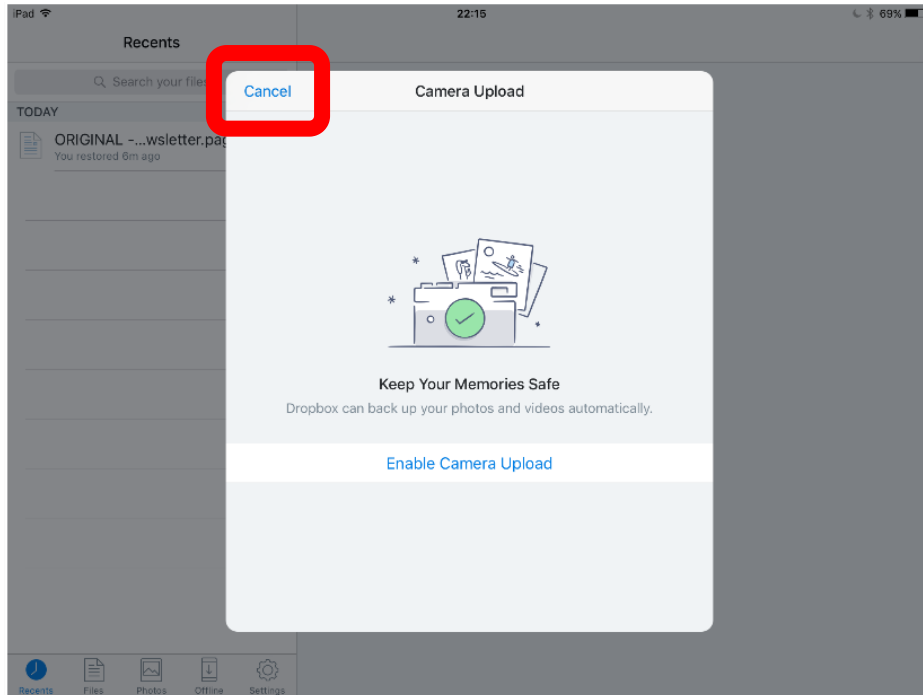 iPad 22:15 69%
Recents
Search your files
Cancel Camera Upload
TODAY
ORIGINAL -...wsletter.pag
You restored 6m ago
Keep Your Memories Safe
Dropbox can back up your photos and videos automatically.
Enable Camera Upload
Recents Files Photos Offline Settings